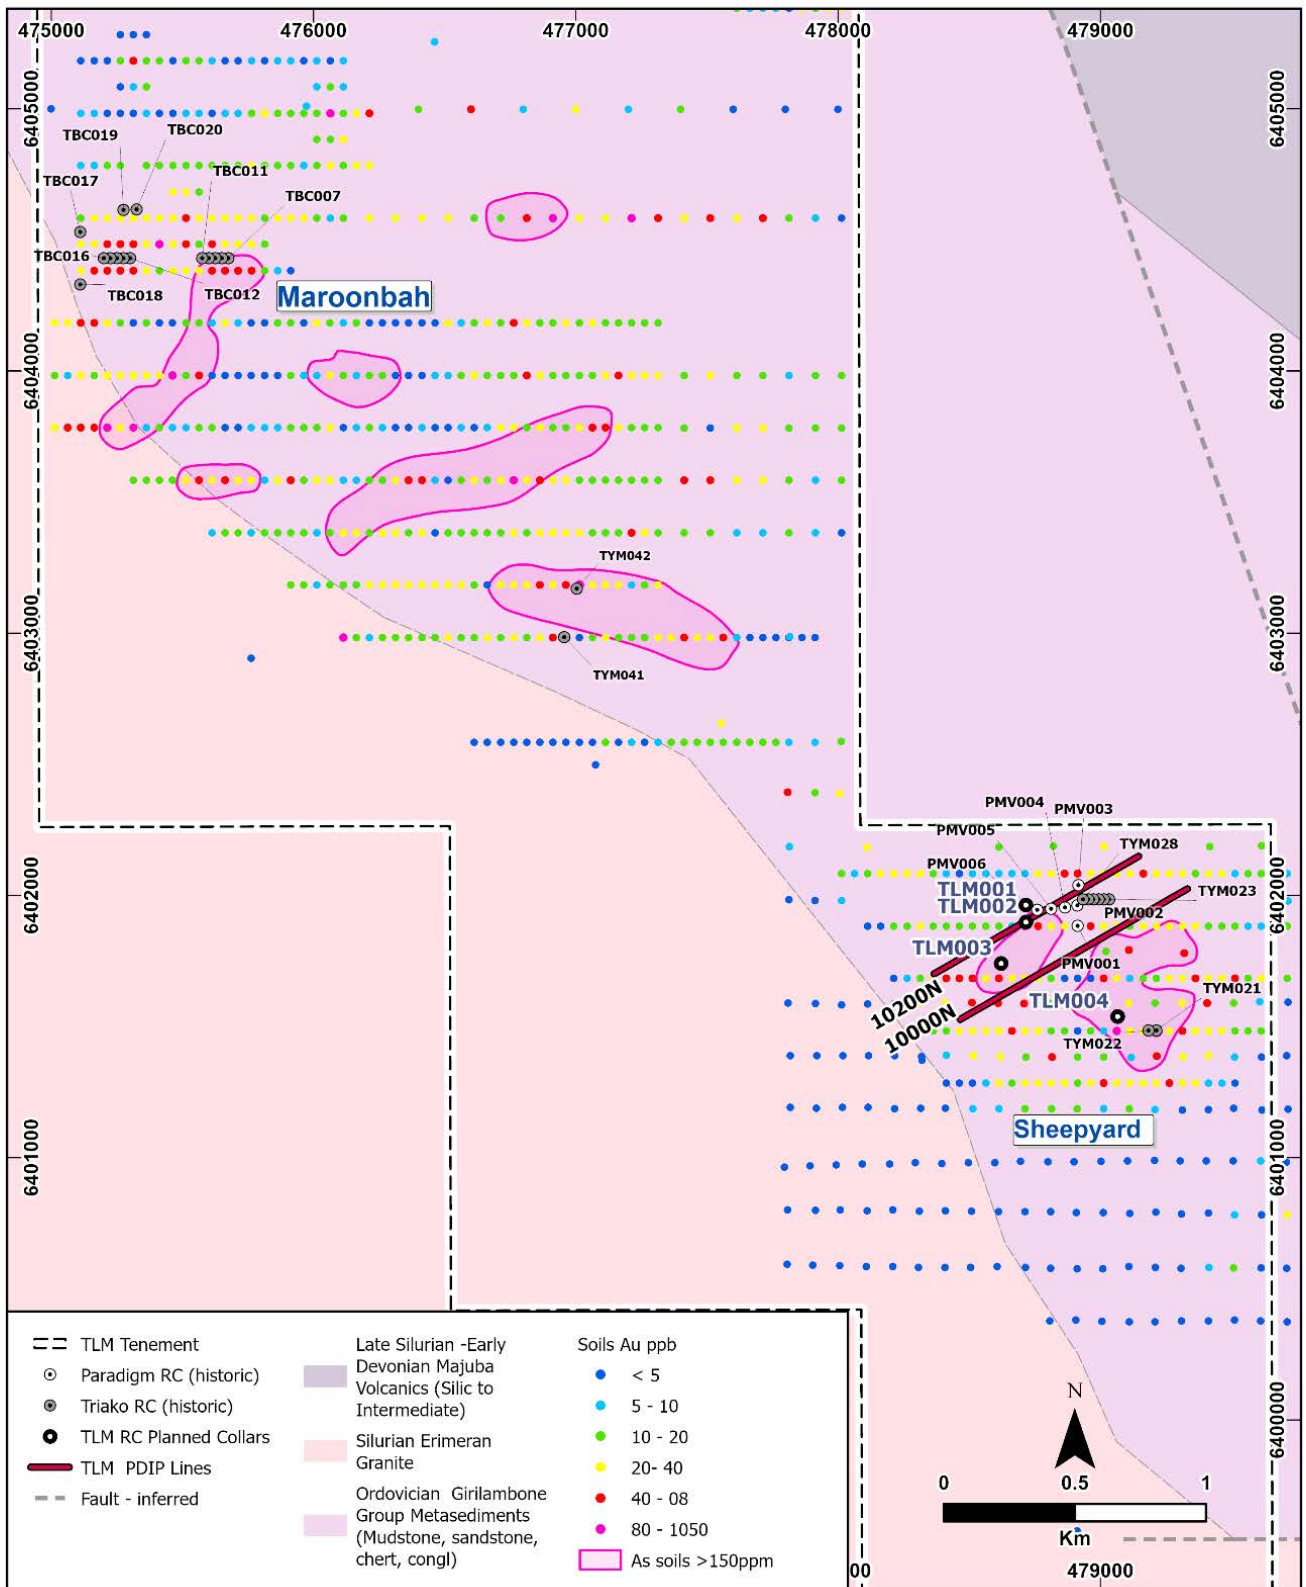 475000
476000
477000
478000
479000
6405000
6405000
TBC019
TBC020
TBC017
TBC011
TBC007
TBC016
TBC018
TBC012
Maroonbah
6404000
6404000
TYM042
6403000
6403000
TYM041
PMV004
PMV003
PMV005
TYM028
PMV006
TLM001
TYM023
TLM002
PMV002
6402000
6402000
TLM003
PMV001
TYM021
TLM004
10200N
10000N
TYM022
Sheepyard
6401000
6401000
TLM Tenement
Paradigm RC (historic)
Triako RC (historic)
TLM RC Planned Collars
TLM PDIP Lines
Fault - inferred
Late Silurian -Early
Devonian Majuba
Volcanics (Silic to
Intermediate)
Silurian Erimeran
Granite
Ordovician Girilambone
Group Metasediments
(Mudstone, sandstone,
chert, congl)
Soils Au ppb
< 5
5 - 10
10 - 20
20- 40
40 - 08
80 - 1050
As soils >150ppm
N
6400000
0
0.5
1
Km
00
479000